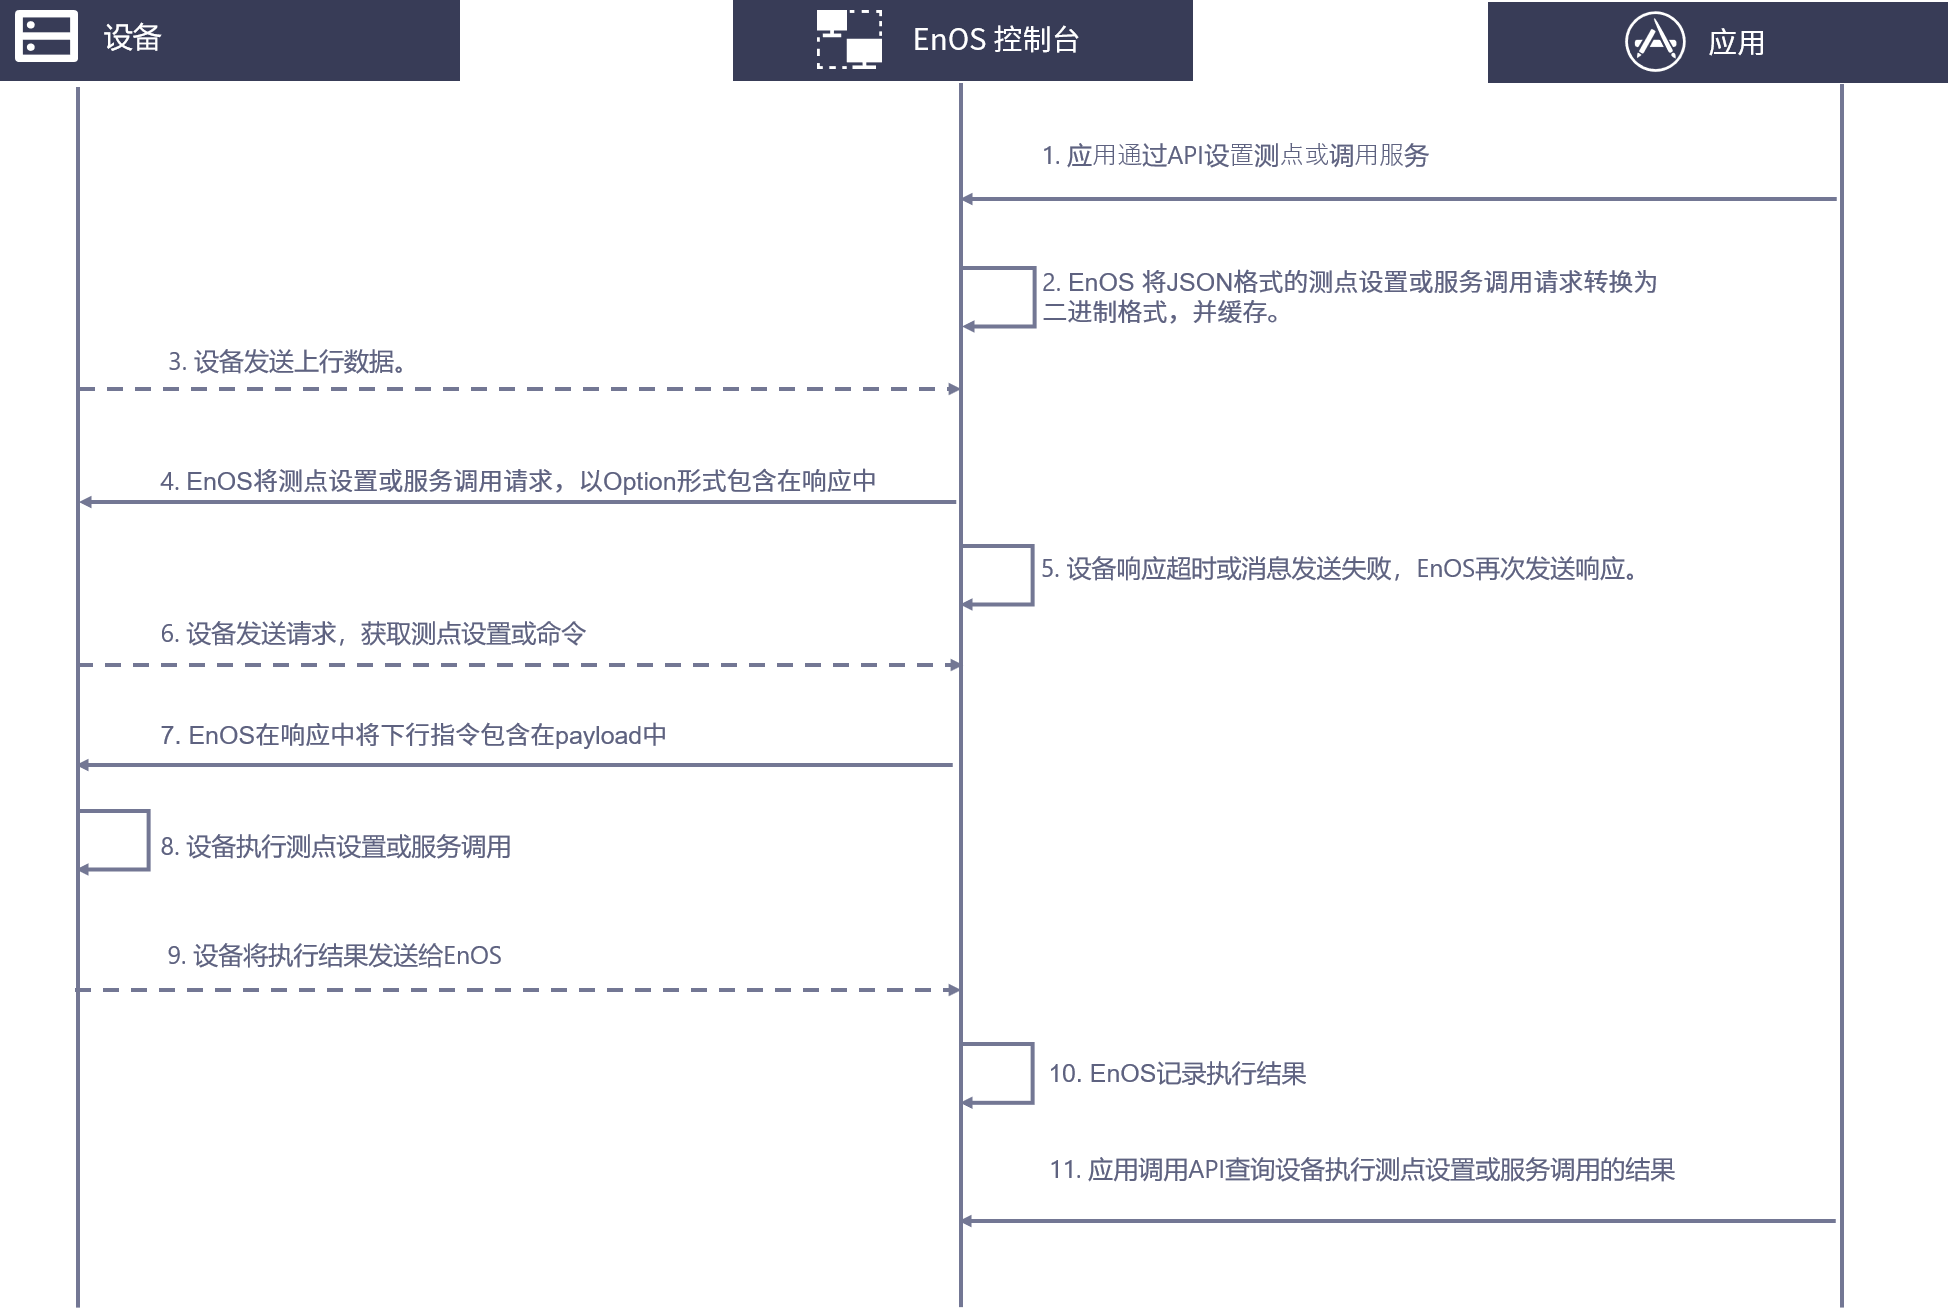 设备
EnOS 控制台
应用
1. 应用通过API设置测点或调用服务
2. EnOS 将JSON格式的测点设置或服务调用请求转换为
二进制格式，并缓存。
3. 设备发送上行数据。
4. EnOS将测点设置或服务调用请求，以Option形式包含在响应中
5. 设备响应超时或消息发送失败，EnOS再次发送响应。
6. 设备发送请求，获取测点设置或命令
7. EnOS在响应中将下行指令包含在payload中
8. 设备执行测点设置或服务调用
9. 设备将执行结果发送给EnOS
10. EnOS记录执行结果
11. 应用调用API查询设备执行测点设置或服务调用的结果